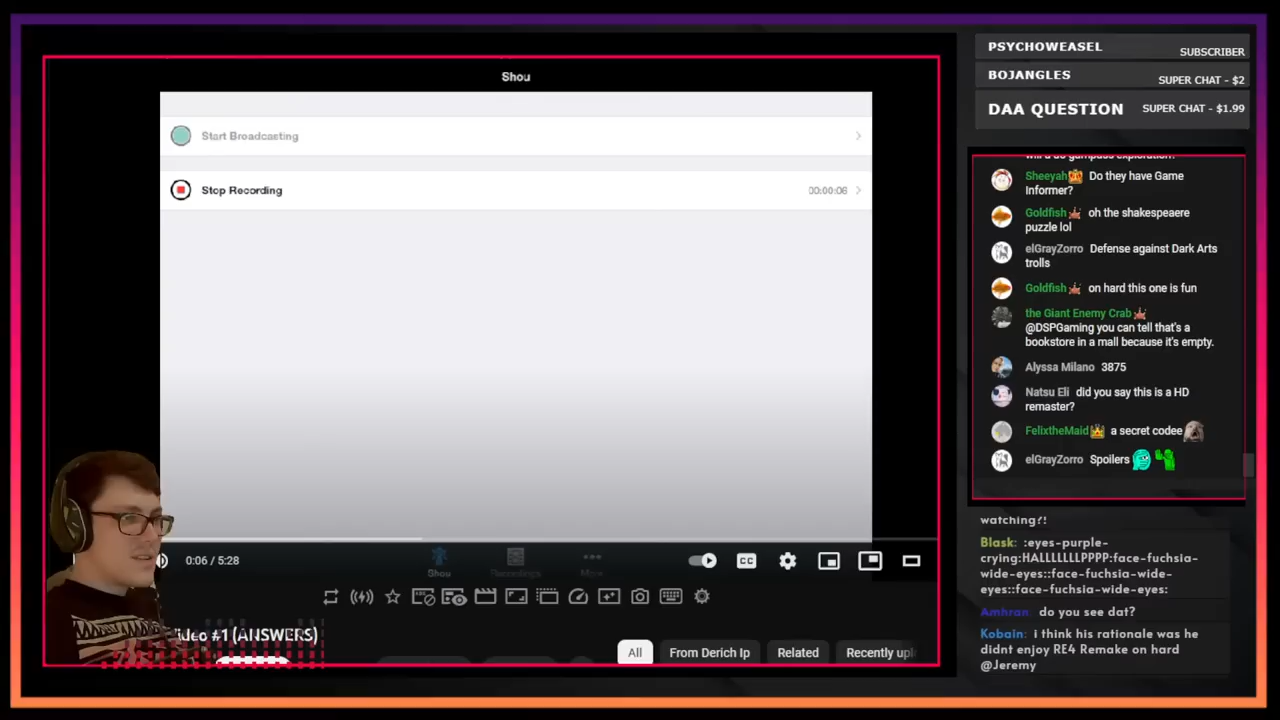 Shou
Start Broadcasting
Stop Recording
00:00:06
0:06 / 5:28
CC
Shou
Recordings
More
ideo #1 (ANSWERS)
All
From Derich Ip
Related
Recently upl
PSYCHOWEASEL
SUBSCRIBER
BOJANGLES
SUPER CHAT - $2
DAA QUESTION
SUPER CHAT - $1.99
Sheeyah Do they have Game
Informer?
Goldfish oh the shakespeaere
puzzle lol
elGrayZorro Defense against Dark Arts
trolls
Goldfish on hard this one is fun
the Giant Enemy Crab
@DSPGaming you can tell that's a
bookstore in a mall because it's empty.
Alyssa Milano 3875
Natsu Eli did you say this is a HD
remaster?
FelixtheMaid a secret codee
elGrayZorro Spoilers
watching?!
Blask: :eyes-purple-
crying:HALLLLLLLPPPP:face-fuchsia-
wide-eyes::face-fuchsia-wide-
eyes::face-fuchsia-wide-eyes:
Amhran: do you see dat?
Kobain: i think his rationale was he
didnt enjoy RE4 Remake on hard
@Jeremy